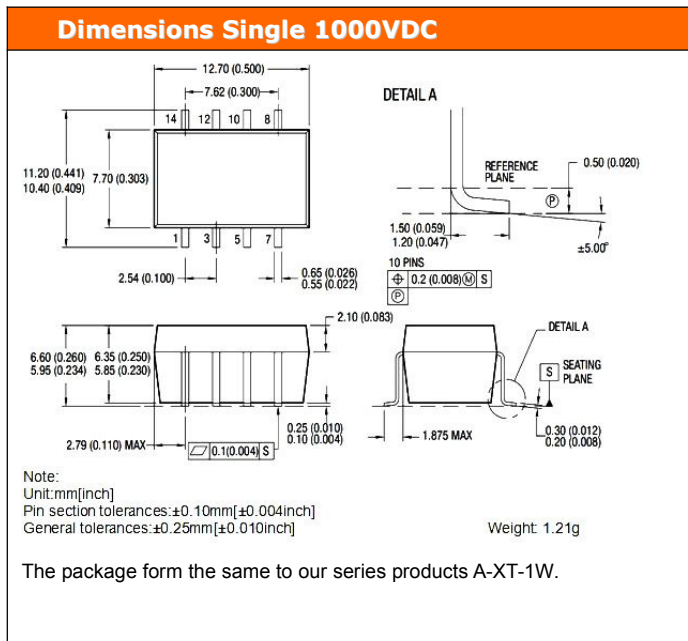 Dimensions Single 1000VDC
12.70 (0.500)
7.62 (0.300)
14 12 10 8
11.20 (0.441)
10.40 (0.409)
7.70 (0.303)
1 3 5 7
2.54 (0.100)
0.65 (0.026)
0.55 (0.022)
DETAIL A
REFERENCE
PLANE
0.50 (0.020)
P
1.50 (0.059)
1.20 (0.047)
±5.00°
10 PINS
⌖ 0.2 (0.008) Ⓜ S
Ⓟ
2.10 (0.083)
6.60 (0.260)
5.95 (0.234)
6.35 (0.250)
5.85 (0.230)
2.79 (0.110) MAX
⏥ 0.1(0.004) S
0.25 (0.010)
0.10 (0.004)
DETAIL A
S
SEATING
PLANE
1.875 MAX
0.30 (0.012)
0.20 (0.008)
Note:
Unit:mm[inch]
Pin section tolerances:±0.10mm[±0.004inch]
General tolerances:±0.25mm[±0.010inch]
Weight: 1.21g
The package form the same to our series products A-XT-1W.